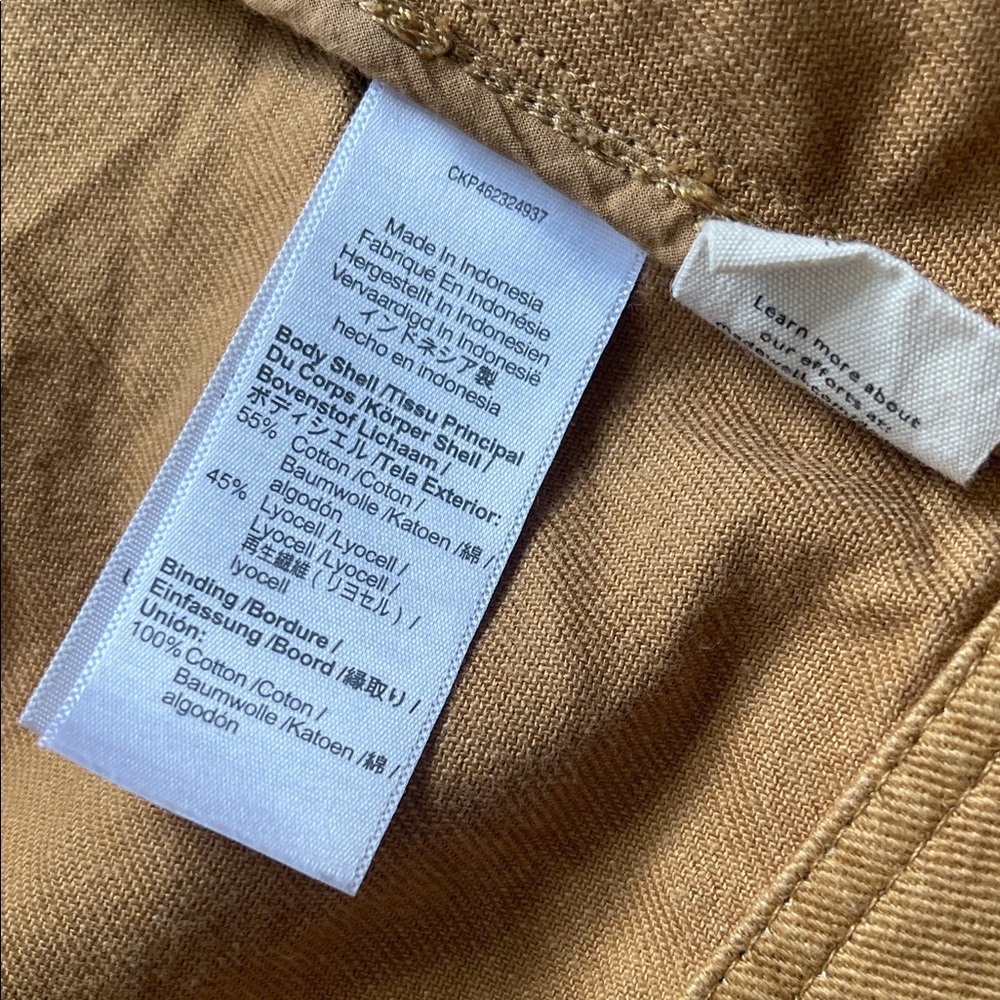 CKP462324937
Made In Indonesia
Fabriqué En Indonésie
Hergestellt In Indonesien
Vervaardigd In Indonesië
インドネシア製
hecho en indonesia
Body Shell /Tissu Principal
Du Corps /Körper Shell /
Bovenstof Lichaam /
ボディシェル /Tela Exterior:
55% Cotton /Coton /
Baumwolle /Katoen /綿 /
algodón
45% Lyocell /Lyocell /
Lyocell /Lyocell /
再生繊維 ( リヨセル) /
lyocell
Binding /Bordure /
Einfassung /Boord /縁取り /
Unión:
100% Cotton /Coton /
Baumwolle /Katoen /綿 /
algodón
Learn more about
our efforts at